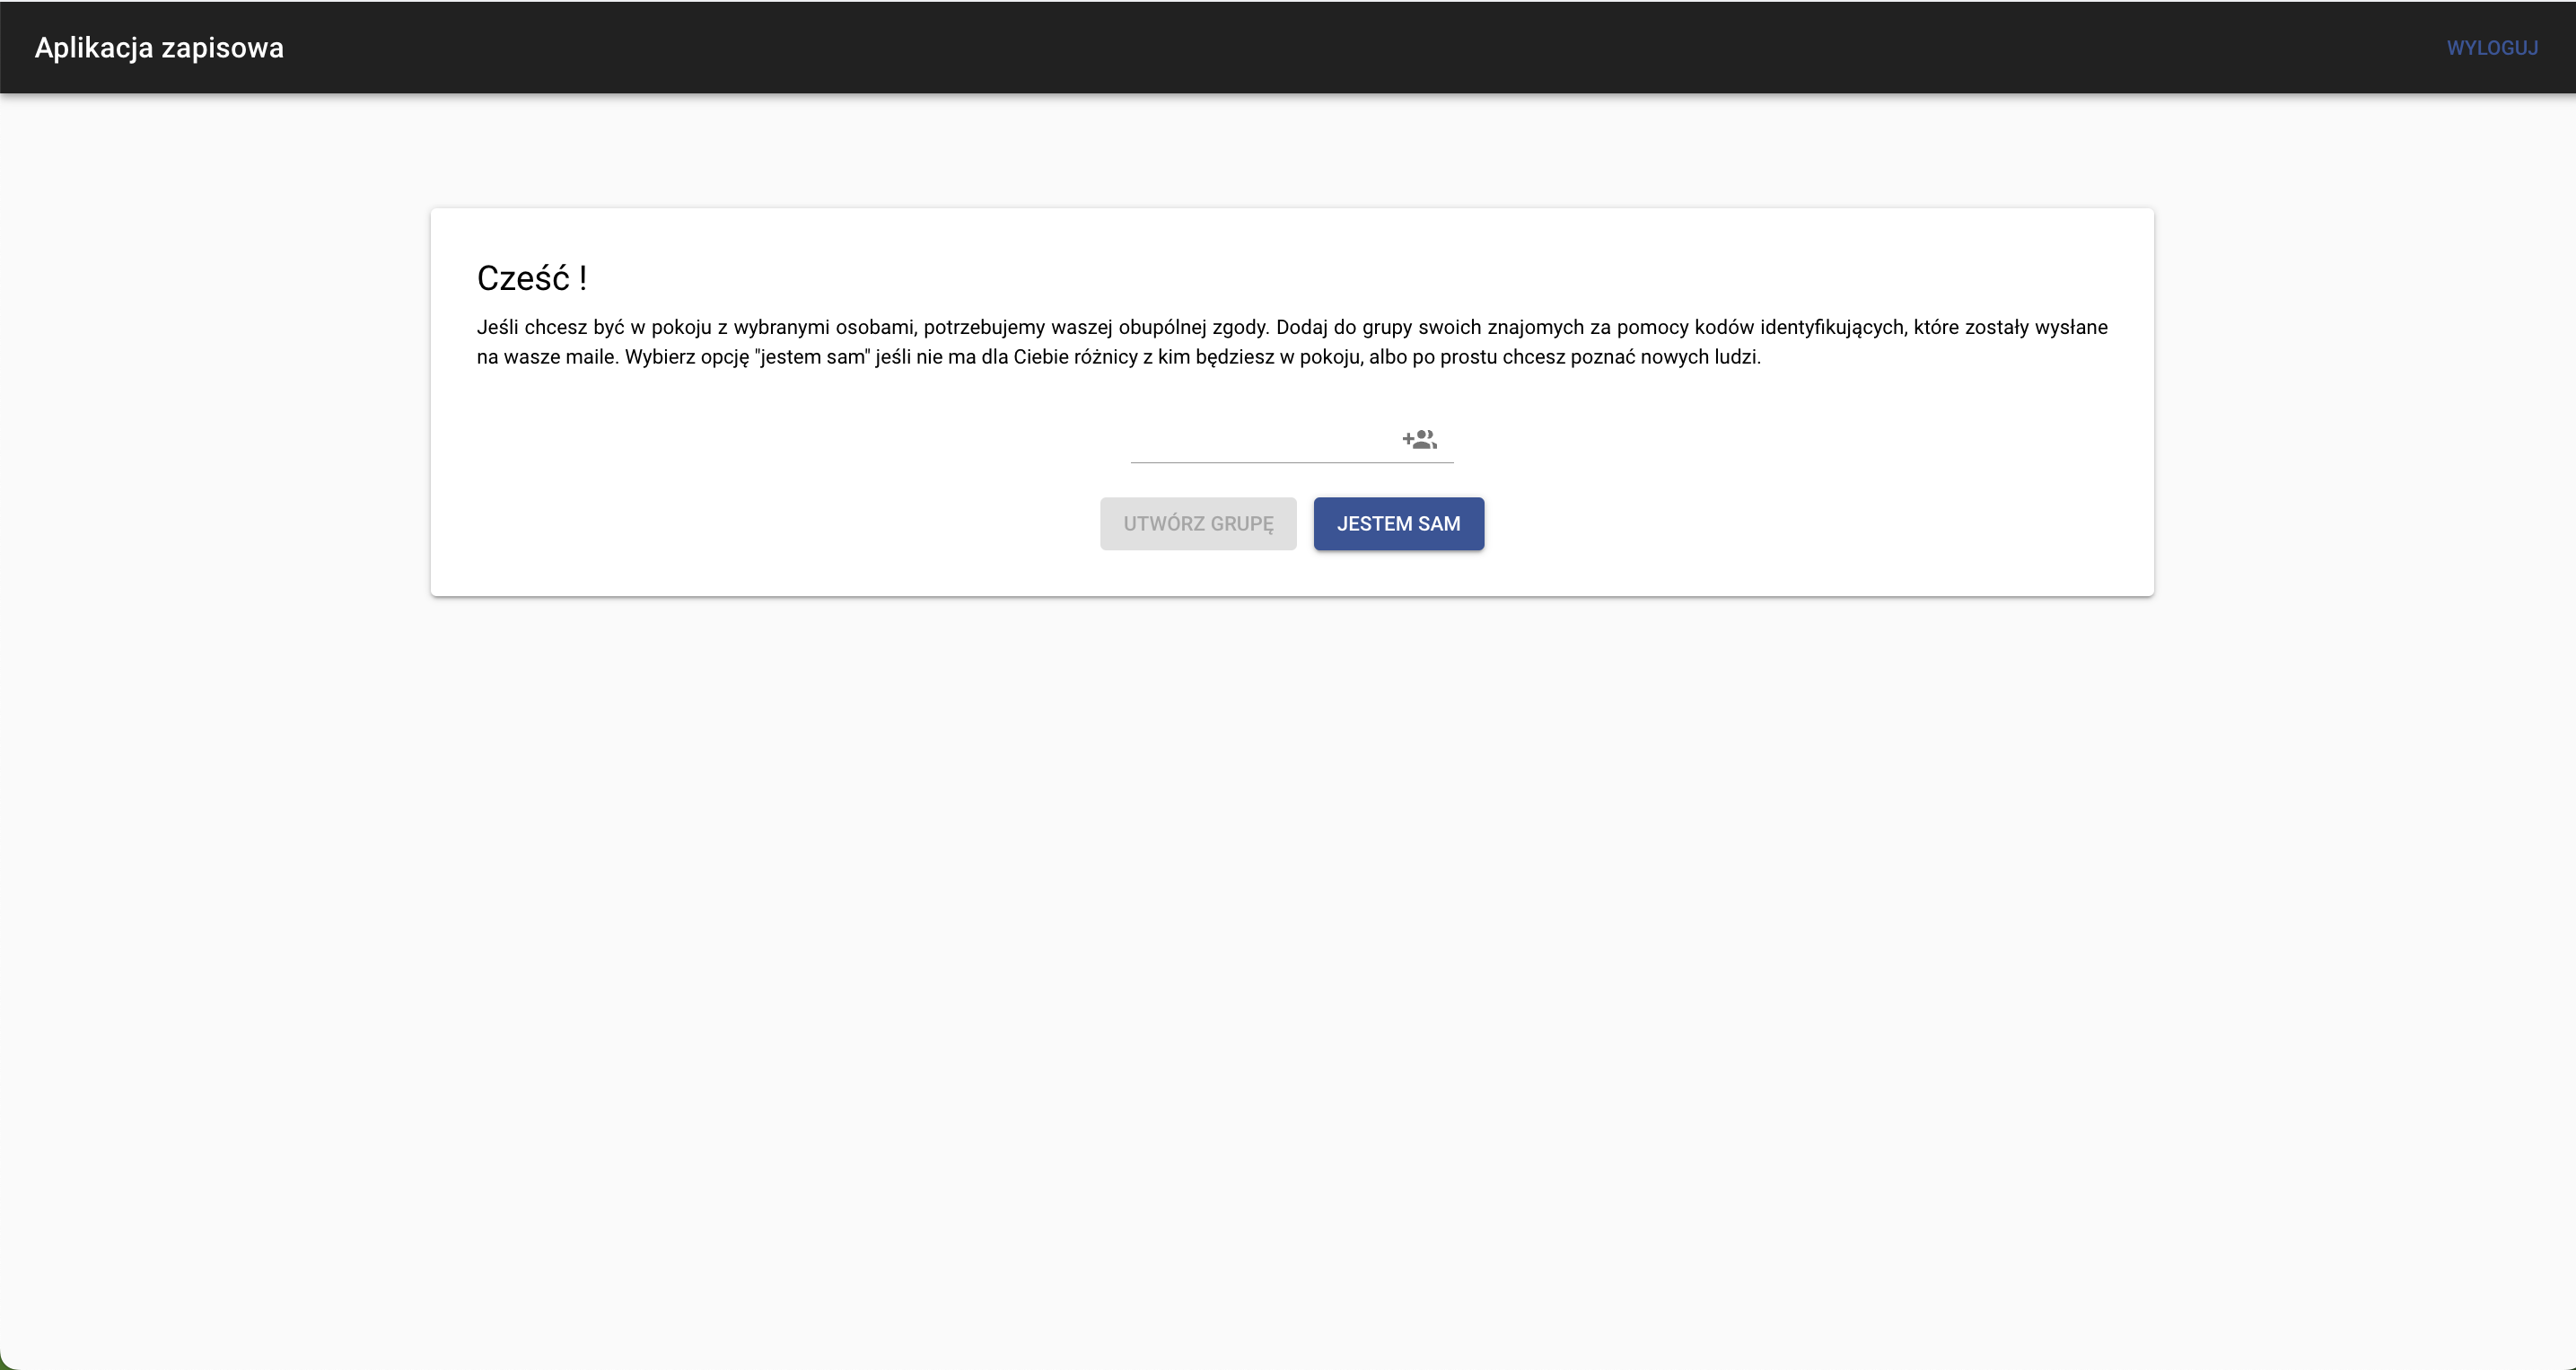 Aplikacja zapisowa
WYLOGUJ
Cześć !
Jeśli chcesz być w pokoju z wybranymi osobami, potrzebujemy waszej obupólnej zgody. Dodaj do grupy swoich znajomych za pomocy kodów identyfikujących, które zostały wysłane
na wasze maile. Wybierz opcję "jestem sam" jeśli nie ma dla Ciebie różnicy z kim będziesz w pokoju, albo po prostu chcesz poznać nowych ludzi.
UTWÓRZ GRUPĘ
JESTEM SAM